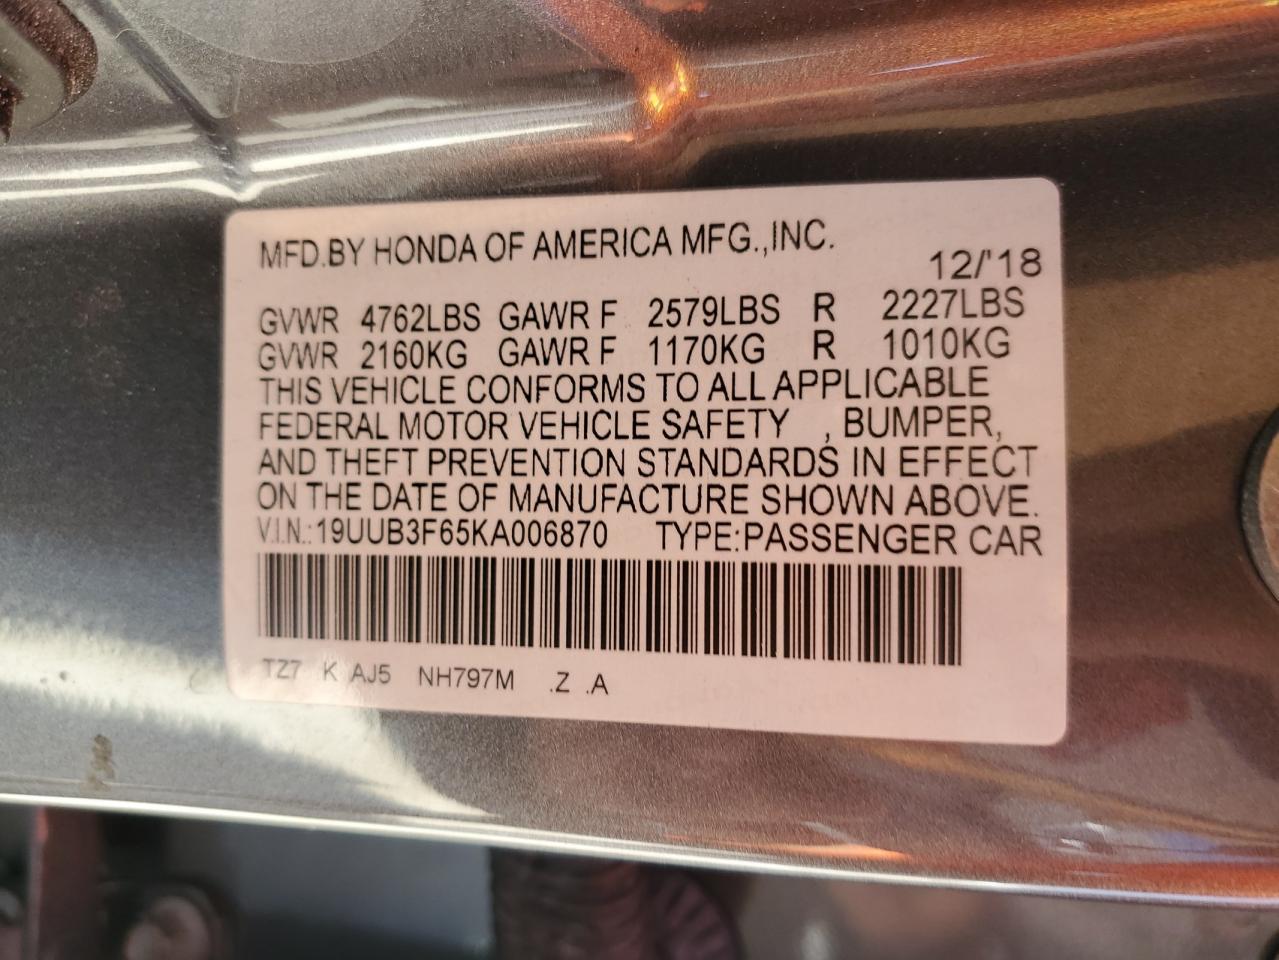 MFD.BY HONDA OF AMERICA MFG.,INC.
12/'18
GVWR 4762LBS GAWR F 2579LBS R 2227LBS
GVWR 2160KG GAWR F 1170KG R 1010KG
THIS VEHICLE CONFORMS TO ALL APPLICABLE
FEDERAL MOTOR VEHICLE SAFETY , BUMPER,
AND THEFT PREVENTION STANDARDS IN EFFECT
ON THE DATE OF MANUFACTURE SHOWN ABOVE.
V.I.N.:19UUB3F65KA006870 TYPE:PASSENGER CAR
TZ7 K AJ5 NH797M .Z .A